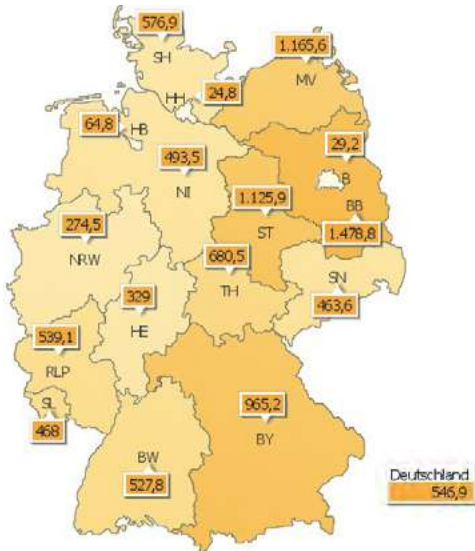 576,9
SH
1.165,6
MV
HH
24,8
64,8
HB
29,2
B
493,5
NI
1.125,9
ST
BB
1.478,8
274,5
NRW
680,5
TH
SN
463,6
329
HE
539,1
RLP
SL
468
965,2
BY
BW
527,8
Deutschland
546,9